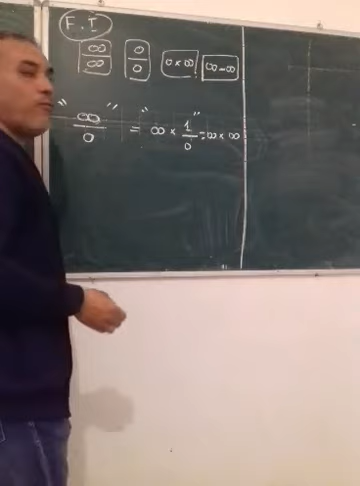 F.I
∞/∞ 0/0 0×∞ ∞-∞
"∞/0" = "∞ × 1/0" = ∞ × ∞